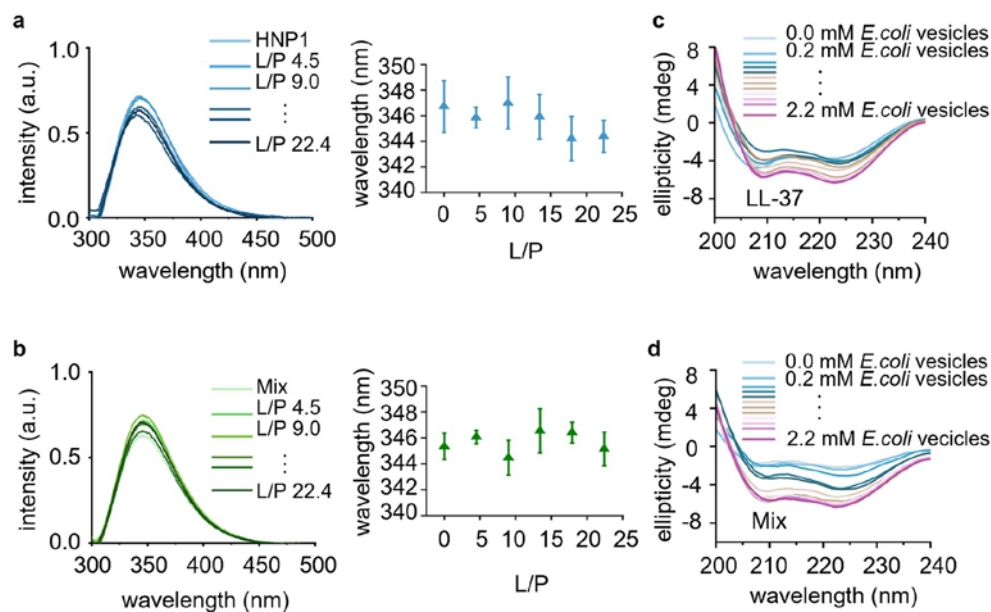 a
1.0
0.5
0.0
intensity (a.u.)
HNP1
L/P 4.5
L/P 9.0
⋮
L/P 22.4
300 350 400 450 500
wavelength (nm)
350
348
346
344
342
340
wavelength (nm)
0 5 10 15 20 25
L/P
c
8
4
0
-4
-8
ellipticity (mdeg)
0.0 mM E.coli vesicles
0.2 mM E.coli vesicles
⋮
2.2 mM E.coli vesicles
LL-37
200 210 220 230 240
wavelength (nm)
b
1.0
0.5
0.0
intensity (a.u.)
Mix
L/P 4.5
L/P 9.0
⋮
L/P 22.4
300 350 400 450 500
wavelength (nm)
350
348
346
344
342
340
wavelength (nm)
0 5 10 15 20 25
L/P
d
8
4
0
-4
-8
ellipticity (mdeg)
0.0 mM E.coli vesicles
0.2 mM E.coli vesicles
⋮
2.2 mM E.coli vecicles
Mix
200 210 220 230 240
wavelength (nm)